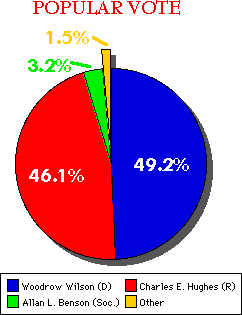 POPULAR VOTE
1.5%
3.2%
46.1%
49.2%
Woodrow Wilson (D)
Charles E. Hughes (R)
Allan L. Benson (Soc.)
Other